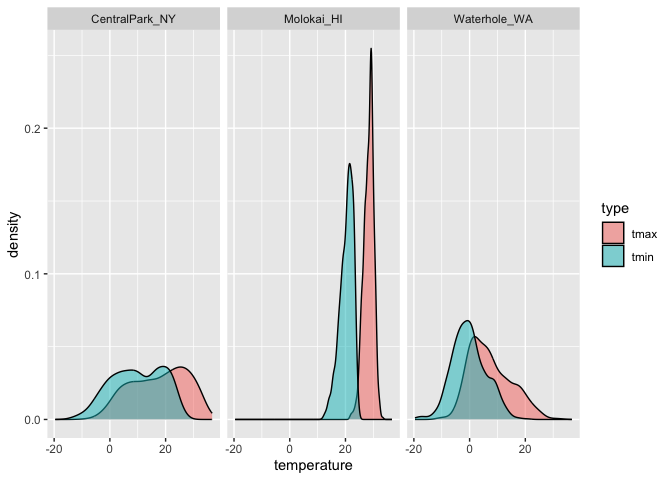 CentralPark_NY Molokai_HI Waterhole_WA
density
0.2
0.1
0.0
-20 0 20 -20 0 20 -20 0 20
temperature
type
tmax
tmin